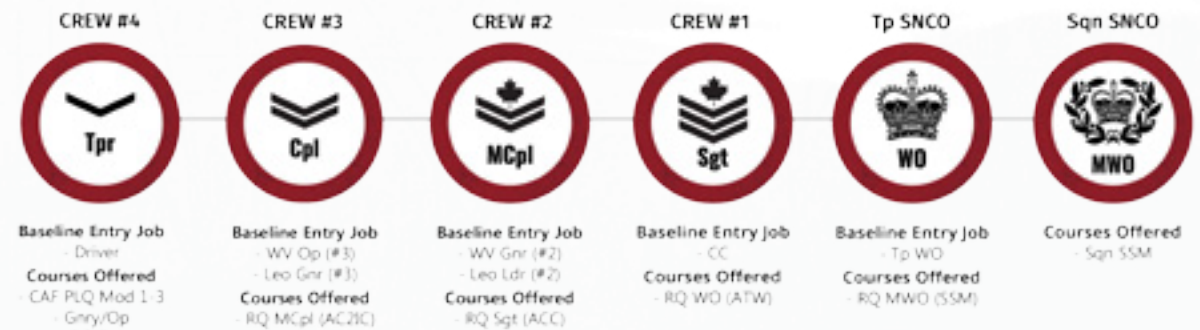 CREW #4
Tpr
Baseline Entry Job
- Driver
Courses Offered
- CAF PLQ Mod 1-3
- Gnry/Op
CREW #3
Cpl
Baseline Entry Job
- WV Op (#3)
- Leo Gnr (#3)
Courses Offered
- RQ MCpl (AC2IC)
CREW #2
MCpl
Baseline Entry Job
- WV Gnr (#2)
- Leo Ldr (#2)
Courses Offered
- RQ Sgt (ACC)
CREW #1
Sgt
Baseline Entry Job
- CC
Courses Offered
- RQ WO (ATW)
Tp SNCO
WO
Baseline Entry Job
- Tp WO
Courses Offered
- RQ MWO (SSM)
Sqn SNCO
MWO
Courses Offered
- Sqn SSM